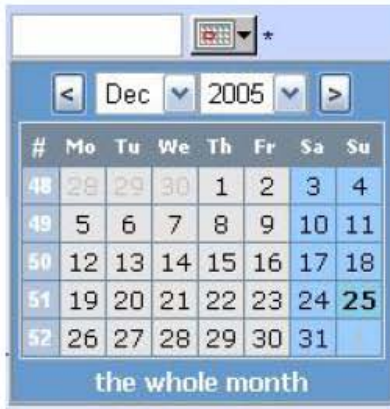 *
< Dec 2005 >
# Mo Tu We Th Fr Sa Su
48 28 29 30 1 2 3 4
49 5 6 7 8 9 10 11
50 12 13 14 15 16 17 18
51 19 20 21 22 23 24 25
52 26 27 28 29 30 31
the whole month